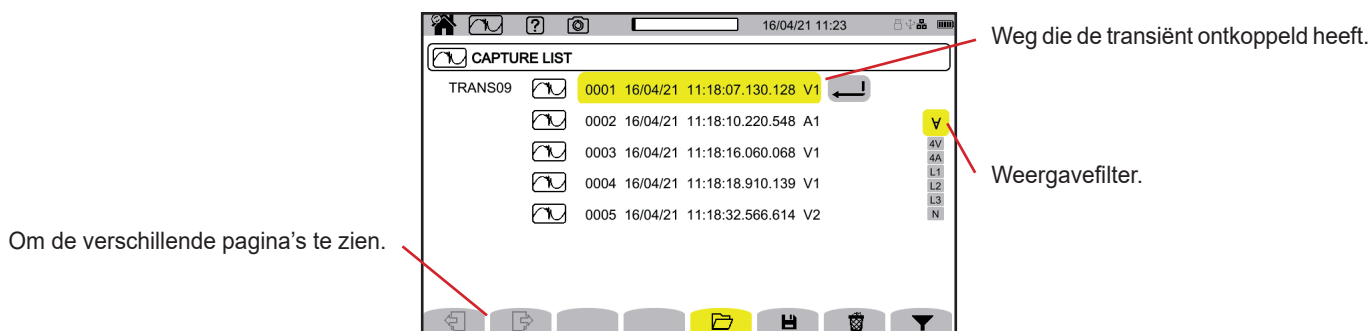 16/04/21 11:23
Weg die de transiënt ontkoppeld heeft.
CAPTURE LIST
TRANS09
0001 16/04/21 11:18:07.130.128 V1
0002 16/04/21 11:18:10.220.548 A1
0003 16/04/21 11:18:16.060.068 V1
0004 16/04/21 11:18:18.910.139 V1
0005 16/04/21 11:18:32.566.614 V2
∀
4V
4A
L1
L2
L3
N
Weergavefilter.
Om de verschillende pagina’s te zien.